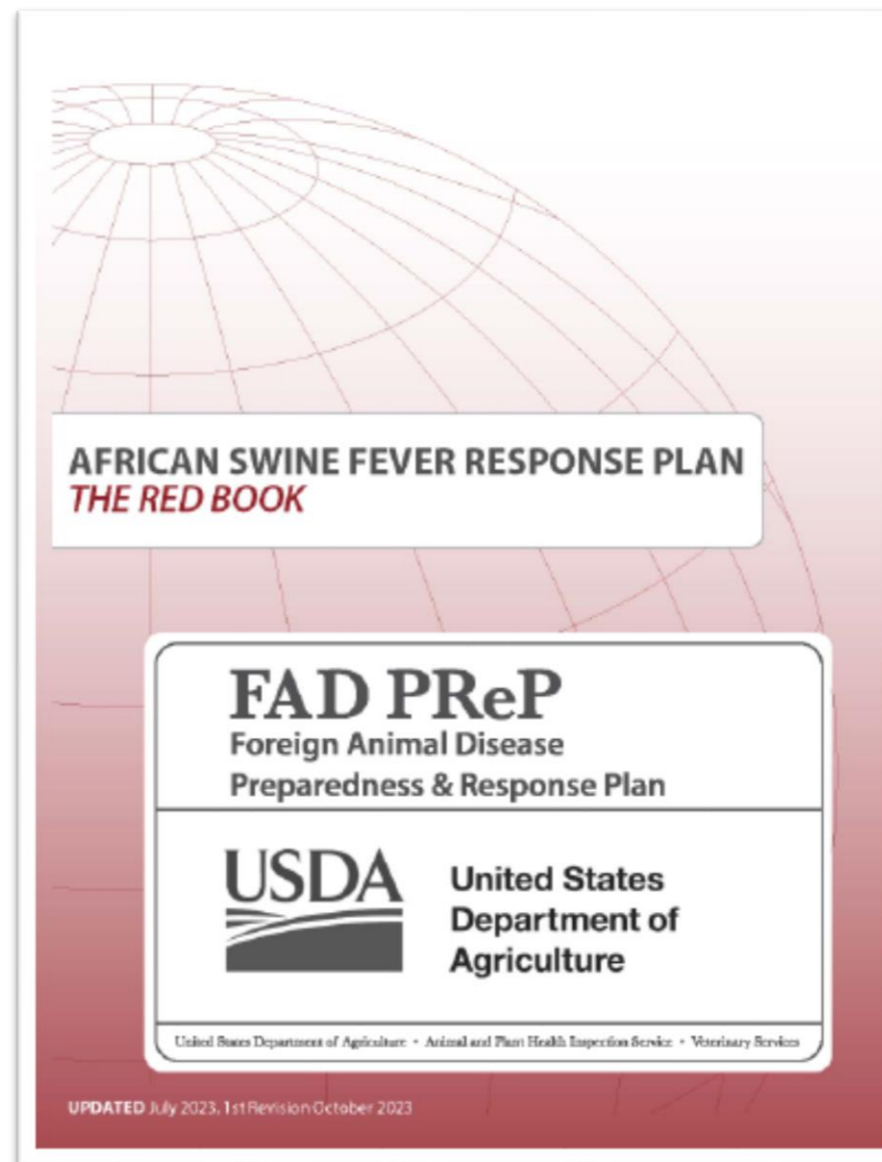 AFRICAN SWINE FEVER RESPONSE PLAN
THE RED BOOK
FAD PReP
Foreign Animal Disease
Preparedness & Response Plan
USDA
United States
Department of
Agriculture
United States Department of Agriculture • Animal and Plant Health Inspection Service • Veterinary Services
UPDATED July 2023, 1st Revision October 2023